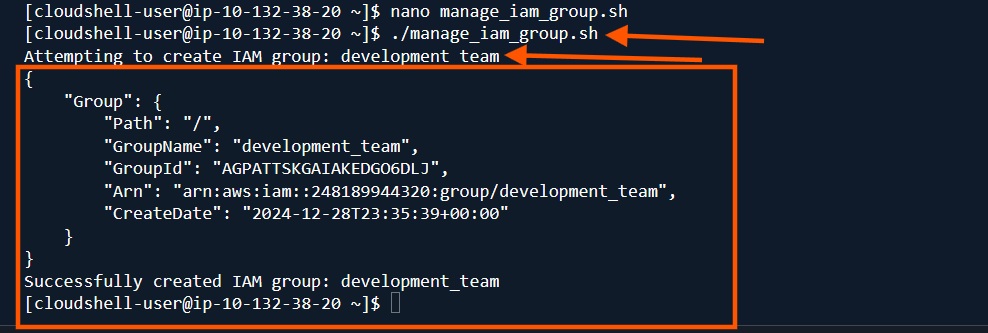 [cloudshell-user@ip-10-132-38-20 ~]$ nano manage_iam_group.sh
[cloudshell-user@ip-10-132-38-20 ~]$ ./manage_iam_group.sh
Attempting to create IAM group: development_team
{
    "Group": {
        "Path": "/",
        "GroupName": "development_team",
        "GroupId": "AGPATTSKGAIAKEDGO6DLJ",
        "Arn": "arn:aws:iam::248189944320:group/development_team",
        "CreateDate": "2024-12-28T23:35:39+00:00"
    }
}
Successfully created IAM group: development_team
[cloudshell-user@ip-10-132-38-20 ~]$